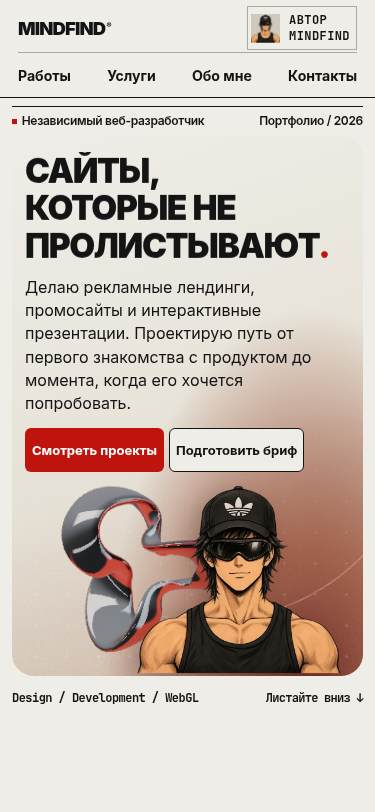 MINDFIND®
АВТОР
MINDFIND
Работы Услуги Обо мне Контакты
Независимый веб-разработчик Портфолио / 2026
САЙТЫ,
КОТОРЫЕ НЕ
ПРОЛИСТЫВАЮТ.
Делаю рекламные лендинги,
промосайты и интерактивные
презентации. Проектирую путь от
первого знакомства с продуктом до
момента, когда его хочется
попробовать.
Смотреть проекты Подготовить бриф
Design / Development / WebGL Листайте вниз ↓